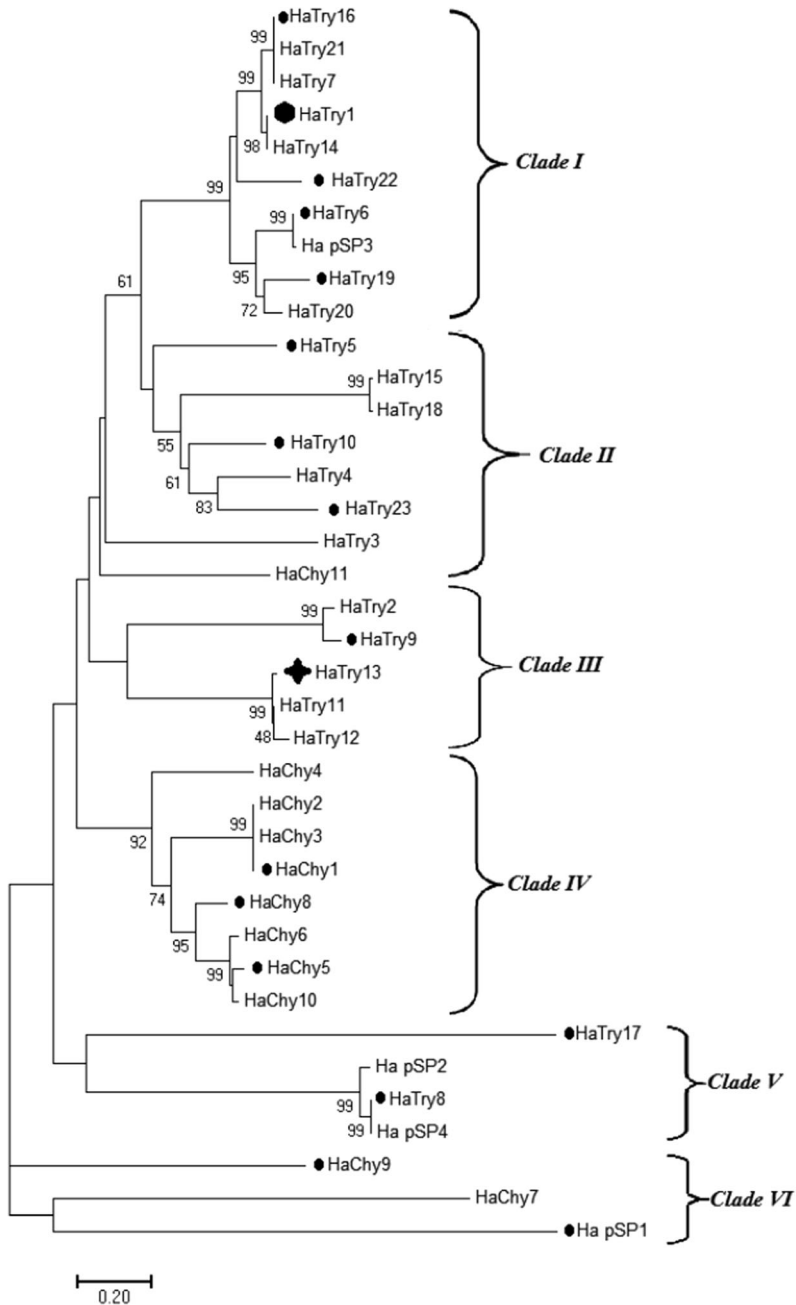 HaTry16
99
HaTry21
99
HaTry7
HaTry1
98
HaTry14
Clade I
99
HaTry22
99
HaTry6
Ha pSP3
95
HaTry19
61
72
HaTry20
HaTry5
99
HaTry15
HaTry18
55
HaTry10
Clade II
61
HaTry4
83
HaTry23
HaTry3
HaChy11
99
HaTry2
HaTry9
Clade III
HaTry13
99
HaTry11
48
HaTry12
HaChy4
92
99
HaChy2
HaChy3
HaChy1
Clade IV
74
HaChy8
95
HaChy6
99
HaChy5
HaChy10
HaTry17
Ha pSP2
Clade V
99
HaTry8
99
Ha pSP4
HaChy9
HaChy7
Clade VI
Ha pSP1
0.20